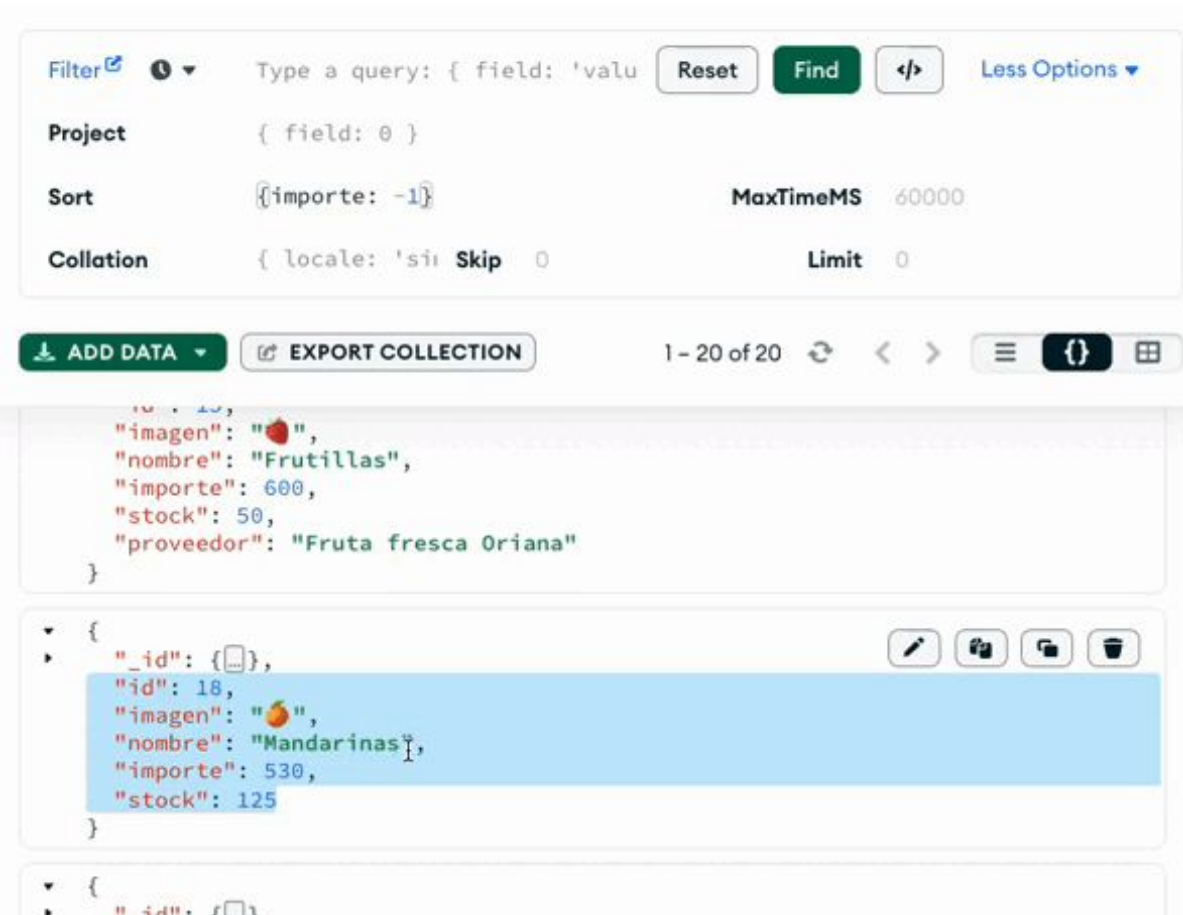 Filter Type a query: { field: 'valu Reset Find </> Less Options
Project { field: 0 }
Sort {importe: -1} MaxTimeMS 60000
Collation { locale: 'si Skip 0 Limit 0
ADD DATA EXPORT COLLECTION 1 – 20 of 20 {}
"imagen": "🍓",
"nombre": "Frutillas",
"importe": 600,
"stock": 50,
"proveedor": "Fruta fresca Oriana"
}
{
"_id": {…},
"id": 18,
"imagen": "🍊",
"nombre": "Mandarinas",
"importe": 530,
"stock": 125
}
{
"_id": {…},